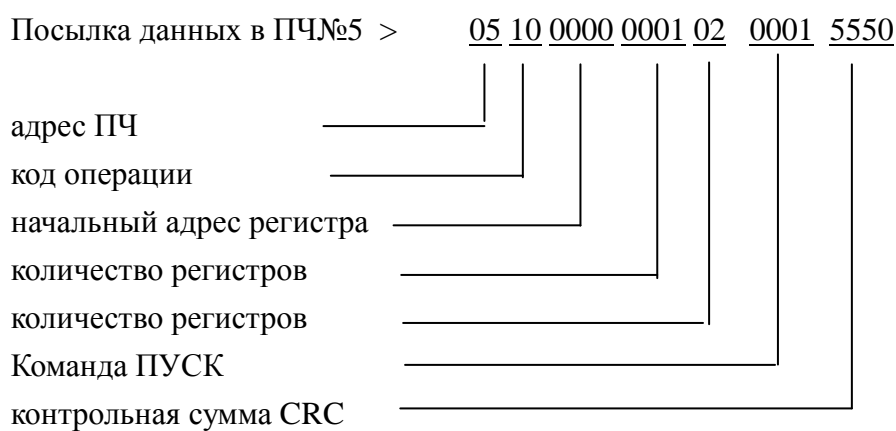 Посылка данных в ПЧ№5 > 05 10 0000 0001 02 0001 5550
адрес ПЧ
код операции
начальный адрес регистра
количество регистров
количество регистров
Команда ПУСК
контрольная сумма CRC